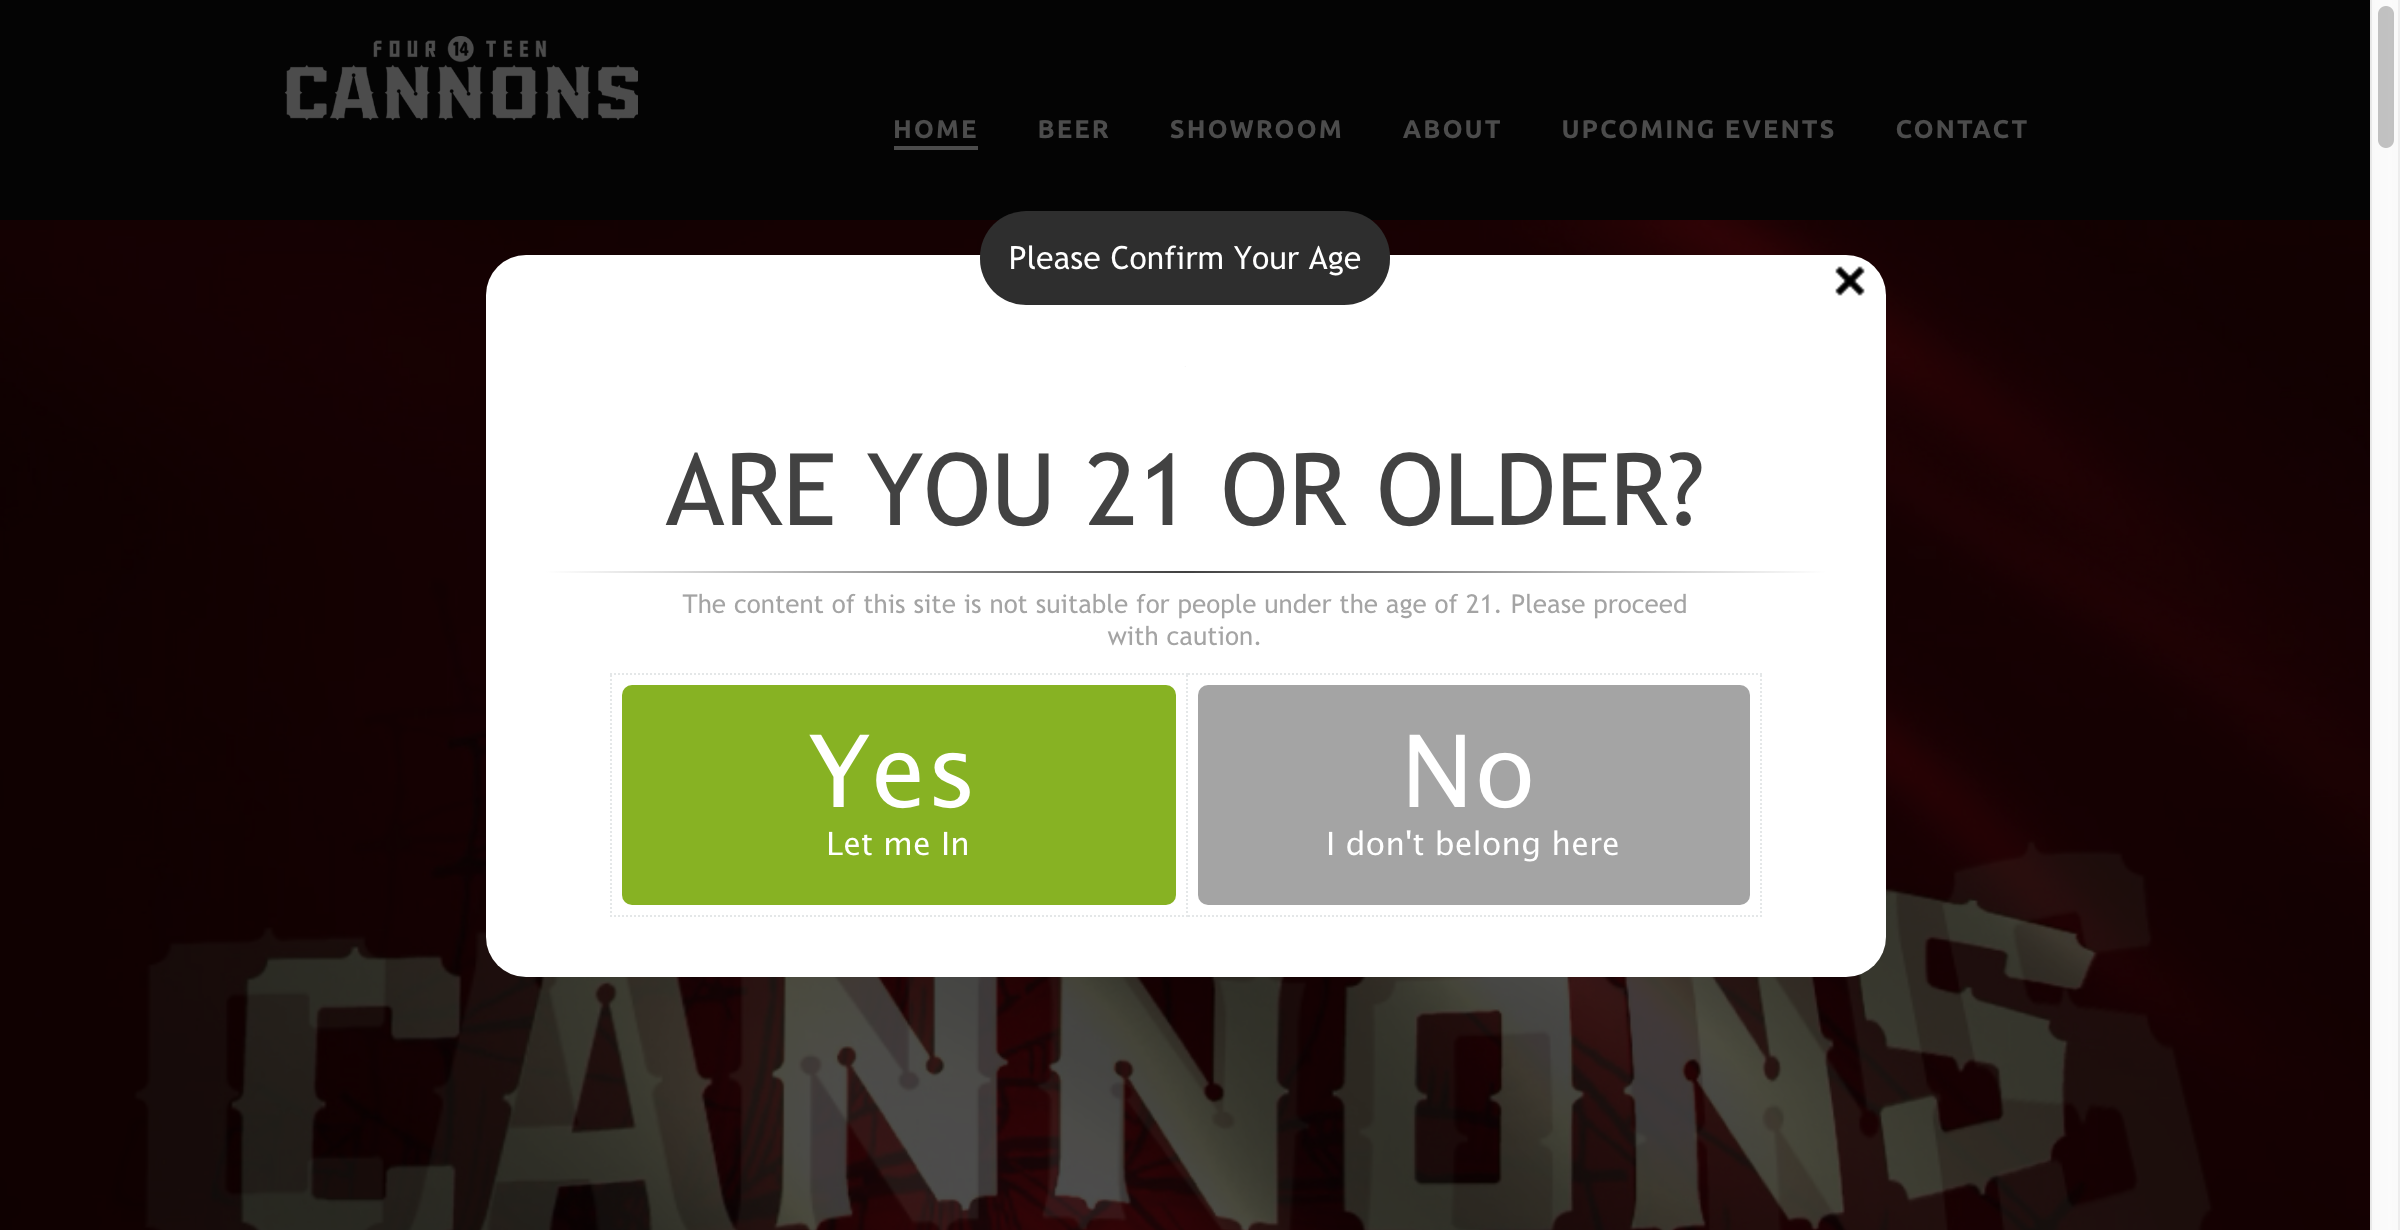 FOUR 14 TEEN
CANNONS
HOME BEER SHOWROOM ABOUT UPCOMING EVENTS CONTACT
Please Confirm Your Age
ARE YOU 21 OR OLDER?
The content of this site is not suitable for people under the age of 21. Please proceed
with caution.
Yes
Let me In
No
I don't belong here
CANNONS